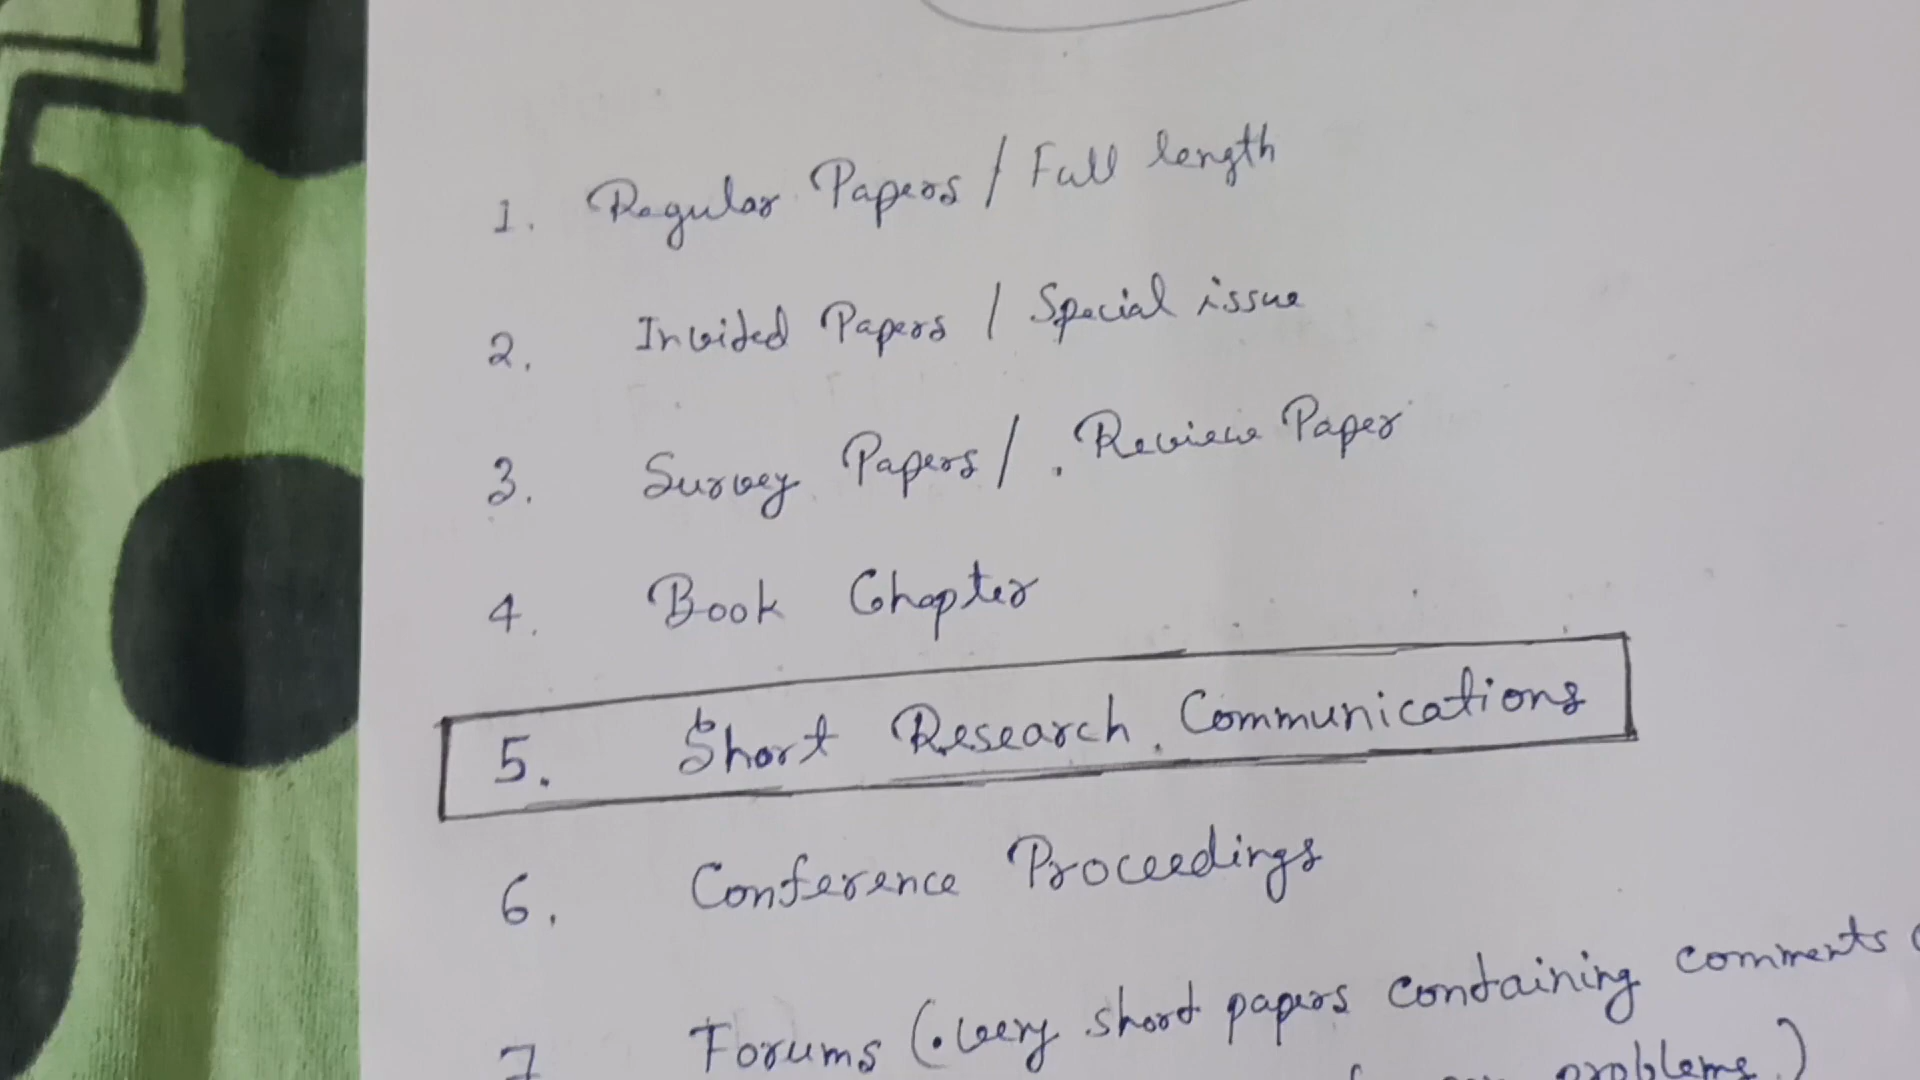 1. Regular Papers / Full length
2. Invited Papers / Special issue
3. Survey Papers / Review Paper
4. Book Chapter
5. Short Research Communications
6. Conference Proceedings
7 Forums (very short papers containing comments
problems)